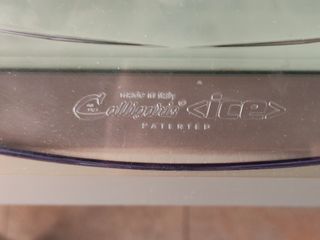 made in Italy
Calligaris® <ice>
PATENTED